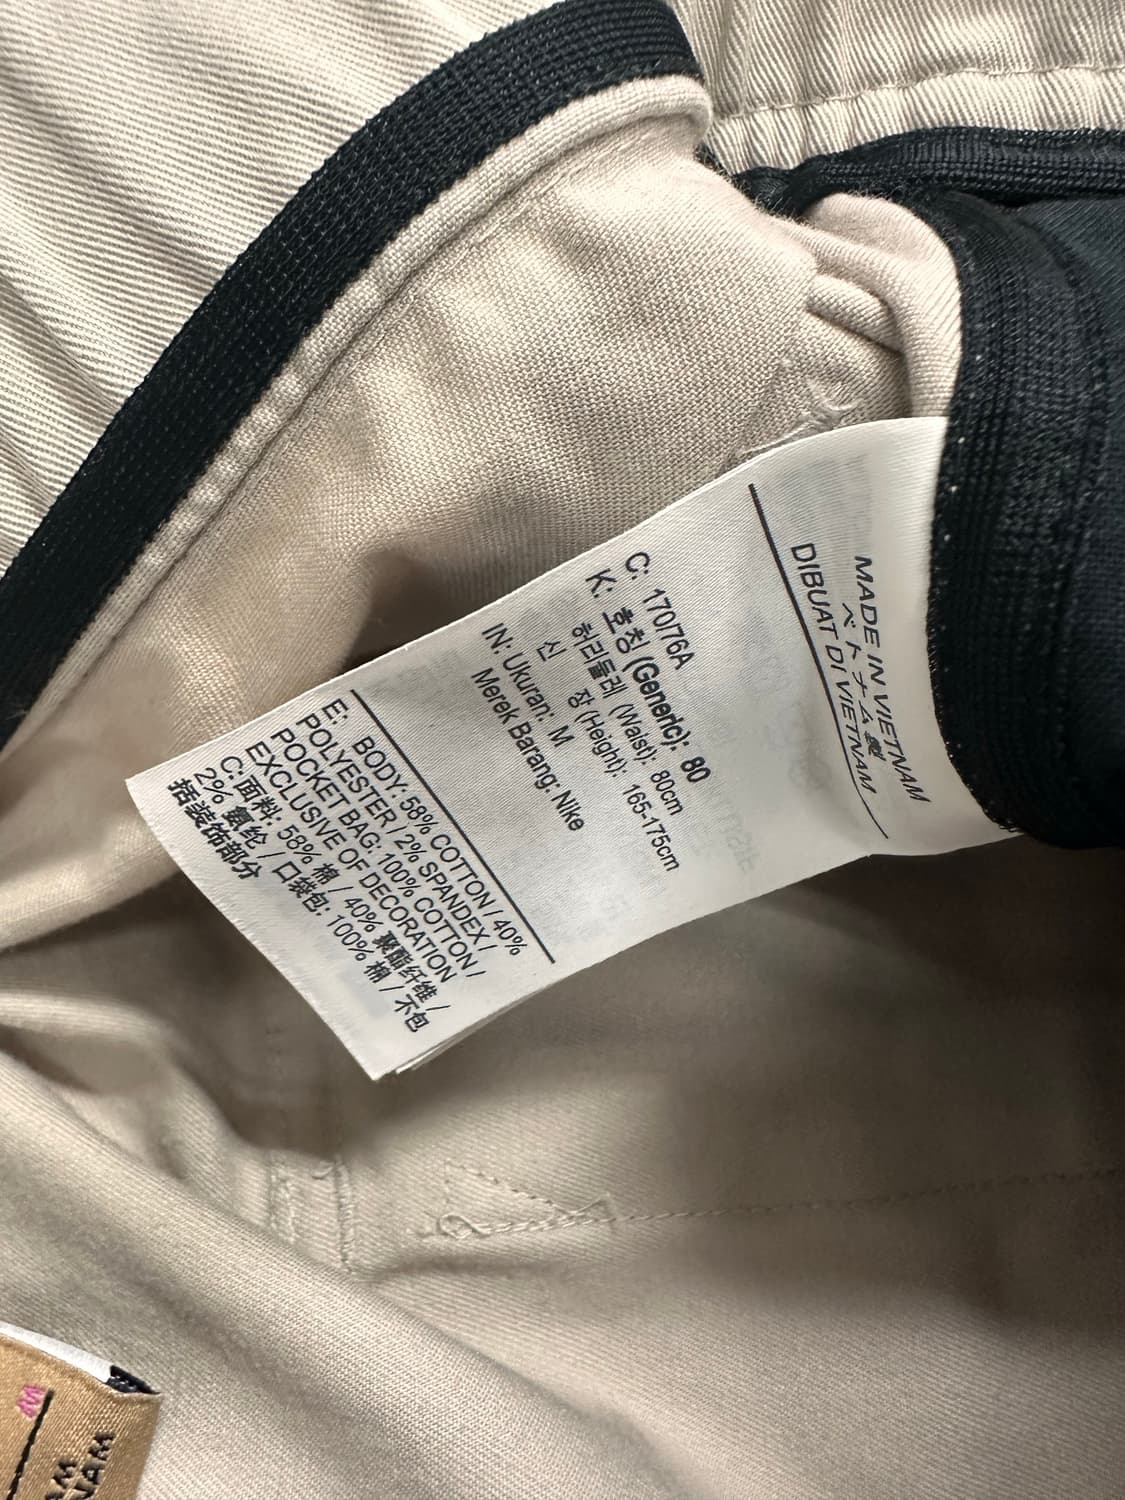 MADE IN VIETNAM
ベトナム製
DIBUAT DI VIETNAM
C: 170/76A
K: 호칭 (Generic): 80
허리둘레 (Waist): 80cm
신 장 (Height): 165-175cm
IN: Ukuran: M
Merek Barang: Nike
E: BODY: 58% COTTON / 40%
POLYESTER / 2% SPANDEX /
POCKET BAG: 100% COTTON /
EXCLUSIVE OF DECORATION
C:面料: 58% 棉 / 40% 聚酯纤维 /
2% 氨纶 / 口袋包: 100% 棉 / 不包
括装饰部分